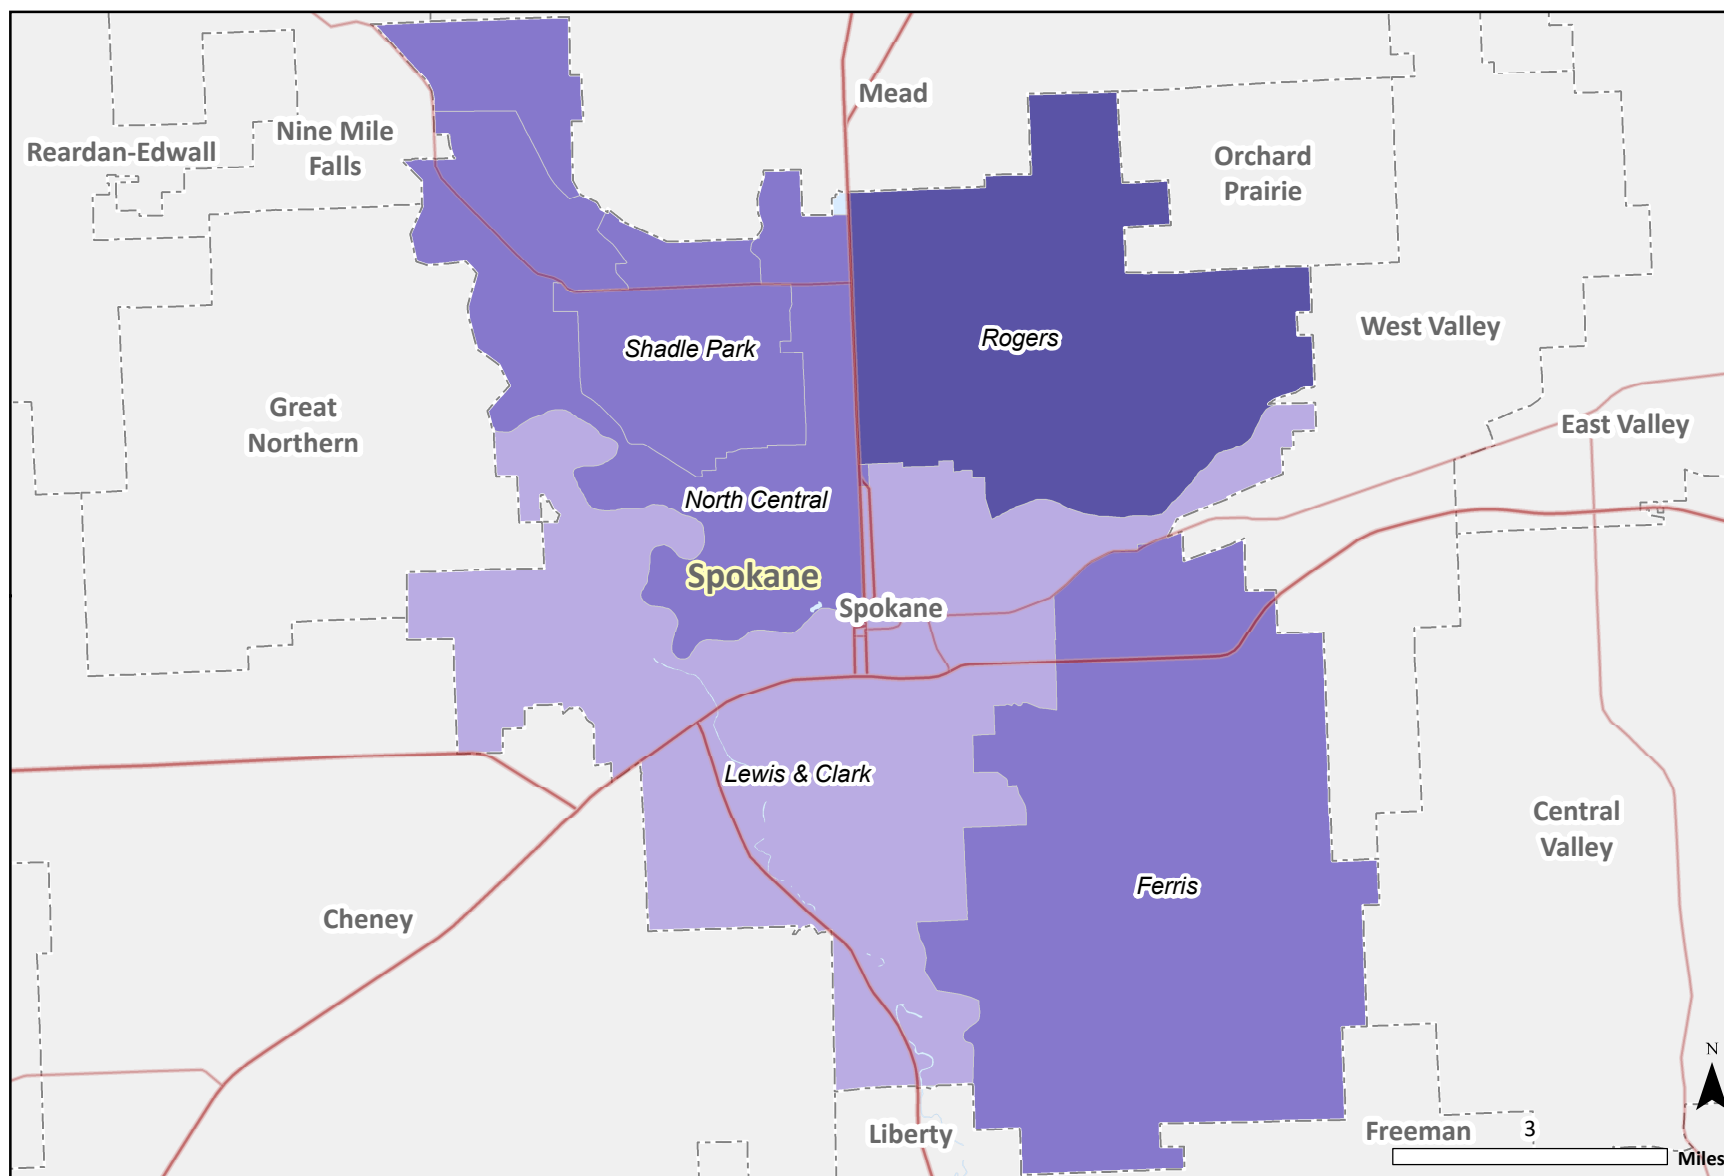 Mead
Nine Mile
Falls
Reardan-Edwall
Orchard
Prairie
West Valley
Rogers
Shadle Park
Great
Northern
East Valley
North Central
Spokane
Spokane
Lewis & Clark
Central
Valley
Ferris
Cheney
N
Liberty
Freeman
3
Miles